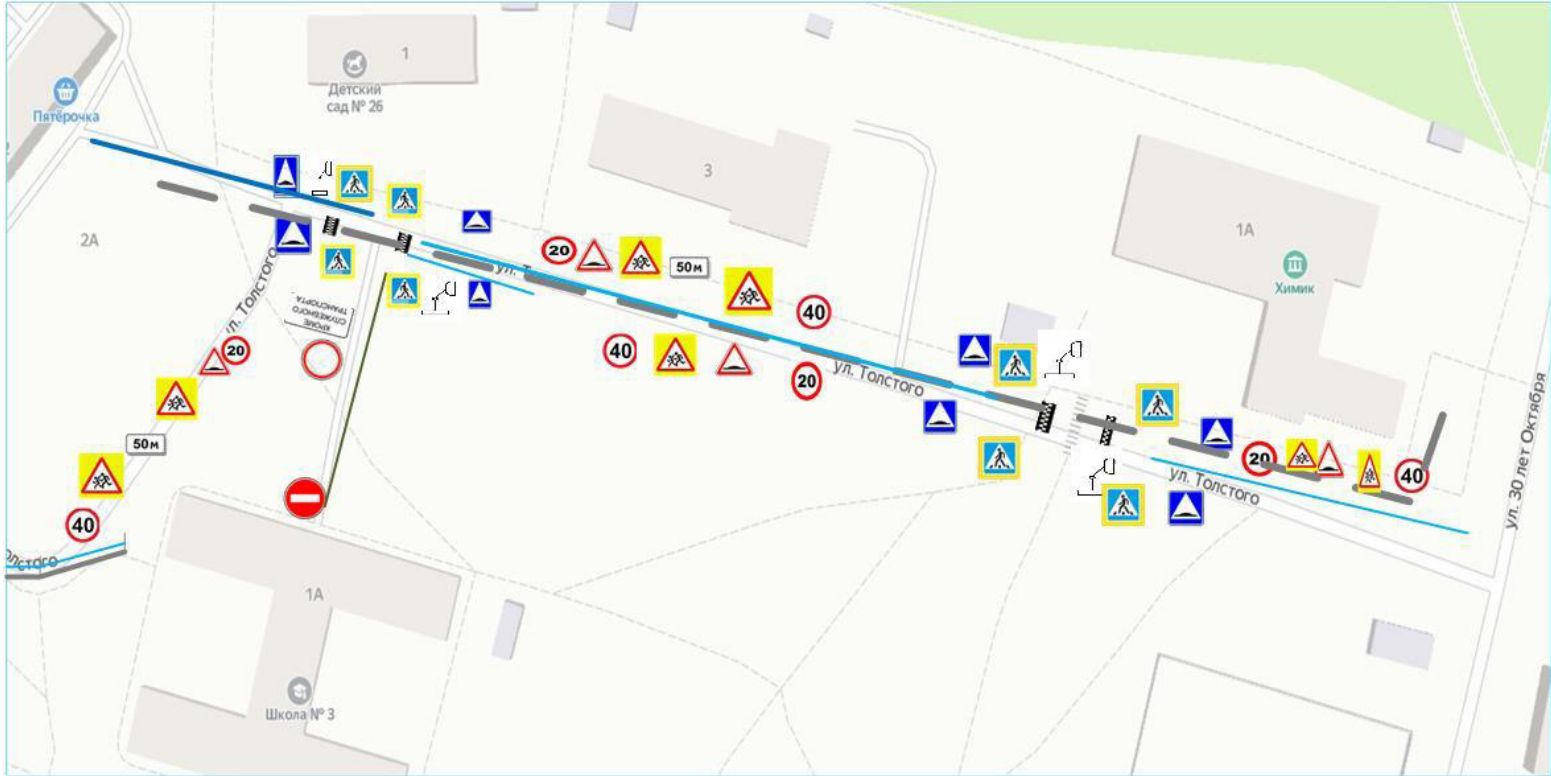 1
Детский
сад № 26
Пятёрочка
2
2А
3
1А
Химик
20
50м
ул. Т
40
40
20
ул. Толстого
ул. Толстого
КРОМЕ
СЛУЖЕБНОГО
ТРАНСПОРТА
20
50м
40
олстого
20
40
ул. Толстого
ул. 30 лет Октября
1А
Школа № 3